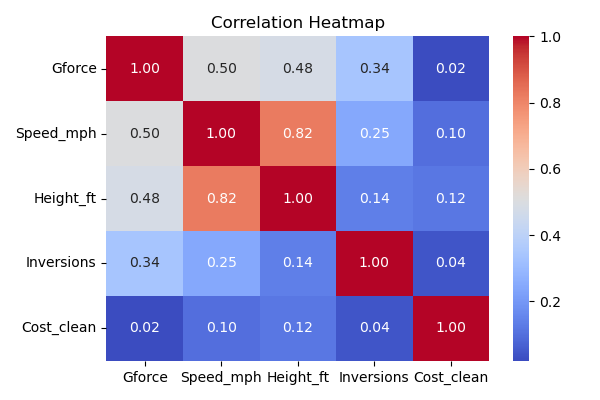 Correlation Heatmap
Gforce 1.00 0.50 0.48 0.34 0.02
Speed_mph 0.50 1.00 0.82 0.25 0.10
Height_ft 0.48 0.82 1.00 0.14 0.12
Inversions 0.34 0.25 0.14 1.00 0.04
Cost_clean 0.02 0.10 0.12 0.04 1.00
Gforce Speed_mph Height_ft Inversions Cost_clean
1.0
0.8
0.6
0.4
0.2